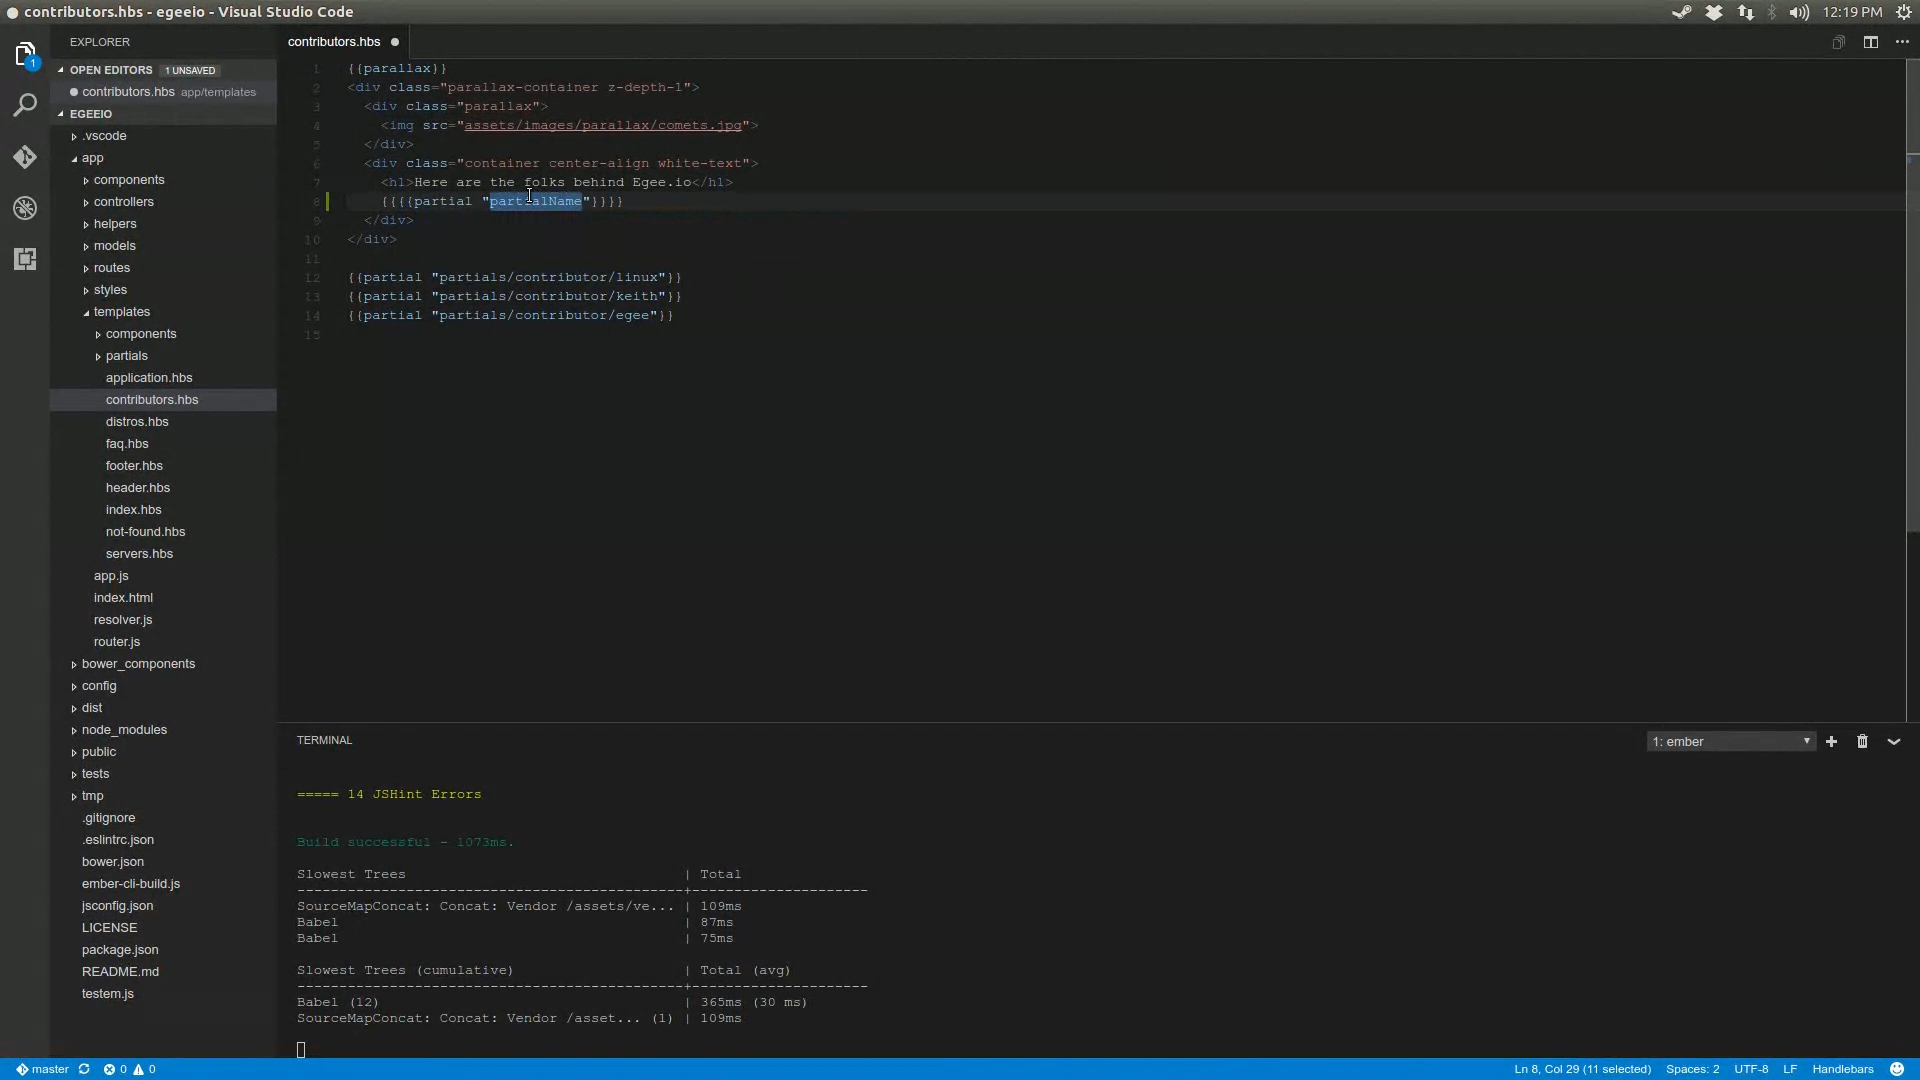 contributors.hbs - egeeio - Visual Studio Code
12:19 PM
EXPLORER
OPEN EDITORS 1 UNSAVED
contributors.hbs app/templates
EGEEIO
.vscode
app
components
controllers
helpers
models
routes
styles
templates
components
partials
application.hbs
contributors.hbs
distros.hbs
faq.hbs
footer.hbs
header.hbs
index.hbs
not-found.hbs
servers.hbs
app.js
index.html
resolver.js
router.js
bower_components
config
dist
node_modules
public
tests
tmp
.gitignore
.eslintrc.json
bower.json
ember-cli-build.js
jsconfig.json
LICENSE
package.json
README.md
testem.js
1
contributors.hbs
1 {{parallax}}
2 <div class="parallax-container z-depth-1">
3 <div class="parallax">
4 <img src="assets/images/parallax/comets.jpg">
5 </div>
6 <div class="container center-align white-text">
7 <h1>Here are the folks behind Egee.io</h1>
8 {{{{partial "partialName"}}}}
9 </div>
10 </div>
11
12 {{partial "partials/contributor/linux"}}
13 {{partial "partials/contributor/keith"}}
14 {{partial "partials/contributor/egee"}}
15
TERMINAL
1: ember
===== 14 JSHint Errors
Build successful - 1073ms.
Slowest Trees | Total
----------------------------------------------+---------------------
SourceMapConcat: Concat: Vendor /assets/ve... | 109ms
Babel | 87ms
Babel | 75ms
Slowest Trees (cumulative) | Total (avg)
----------------------------------------------+---------------------
Babel (12) | 365ms (30 ms)
SourceMapConcat: Concat: Vendor /asset... (1) | 109ms
master 0 0
Ln 8, Col 29 (11 selected) Spaces: 2 UTF-8 LF Handlebars